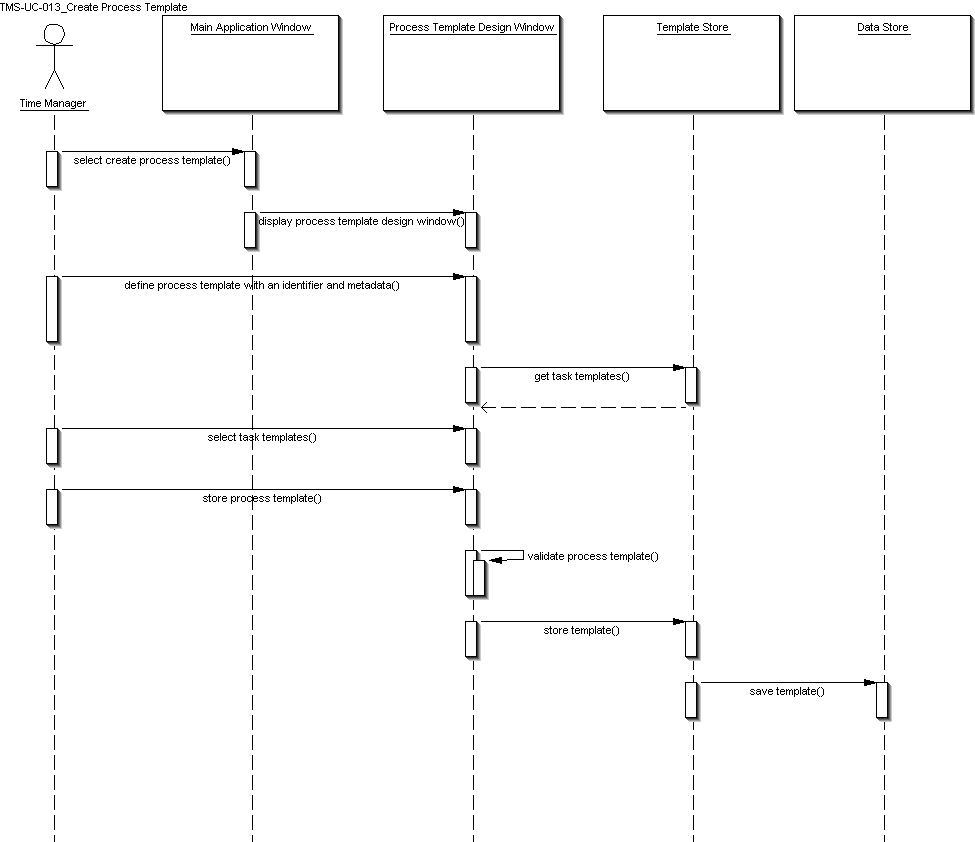 TMS-UC-013_Create Process Template
Main Application Window
Process Template Design Window
Template Store
Data Store
Time Manager
select create process template()
display process template design window()
define process template with an identifier and metadata()
get task templates()
select task templates()
store process template()
validate process template()
store template()
save template()